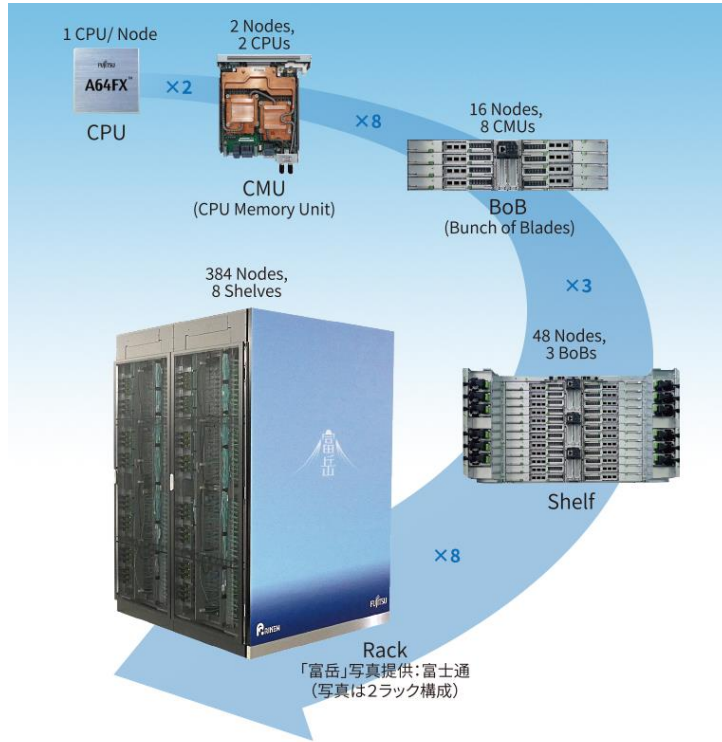 1 CPU/ Node
FUJITSU
A64FX™
CPU
×2
2 Nodes,
2 CPUs
CMU
(CPU Memory Unit)
×8
16 Nodes,
8 CMUs
BoB
(Bunch of Blades)
×3
48 Nodes,
3 BoBs
Shelf
×8
384 Nodes,
8 Shelves
富岳
RIKEN
FUJITSU
Rack
「富岳」写真提供：富士通
（写真は２ラック構成）